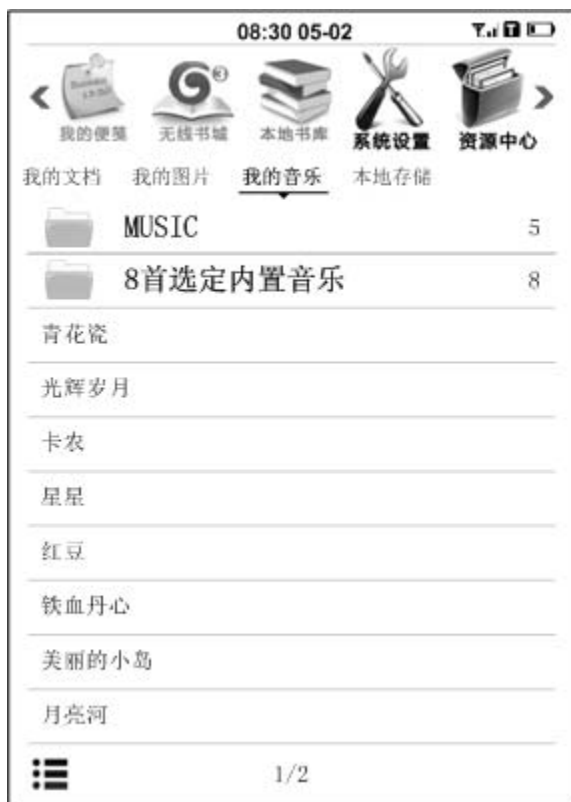 08:30 05-02
我的便笺 无线书城 本地书库 系统设置 资源中心
我的文档 我的图片 我的音乐 本地存储
MUSIC 5
8首选定内置音乐 8
青花瓷
光辉岁月
卡农
星星
红豆
铁血丹心
美丽的小岛
月亮河
1/2